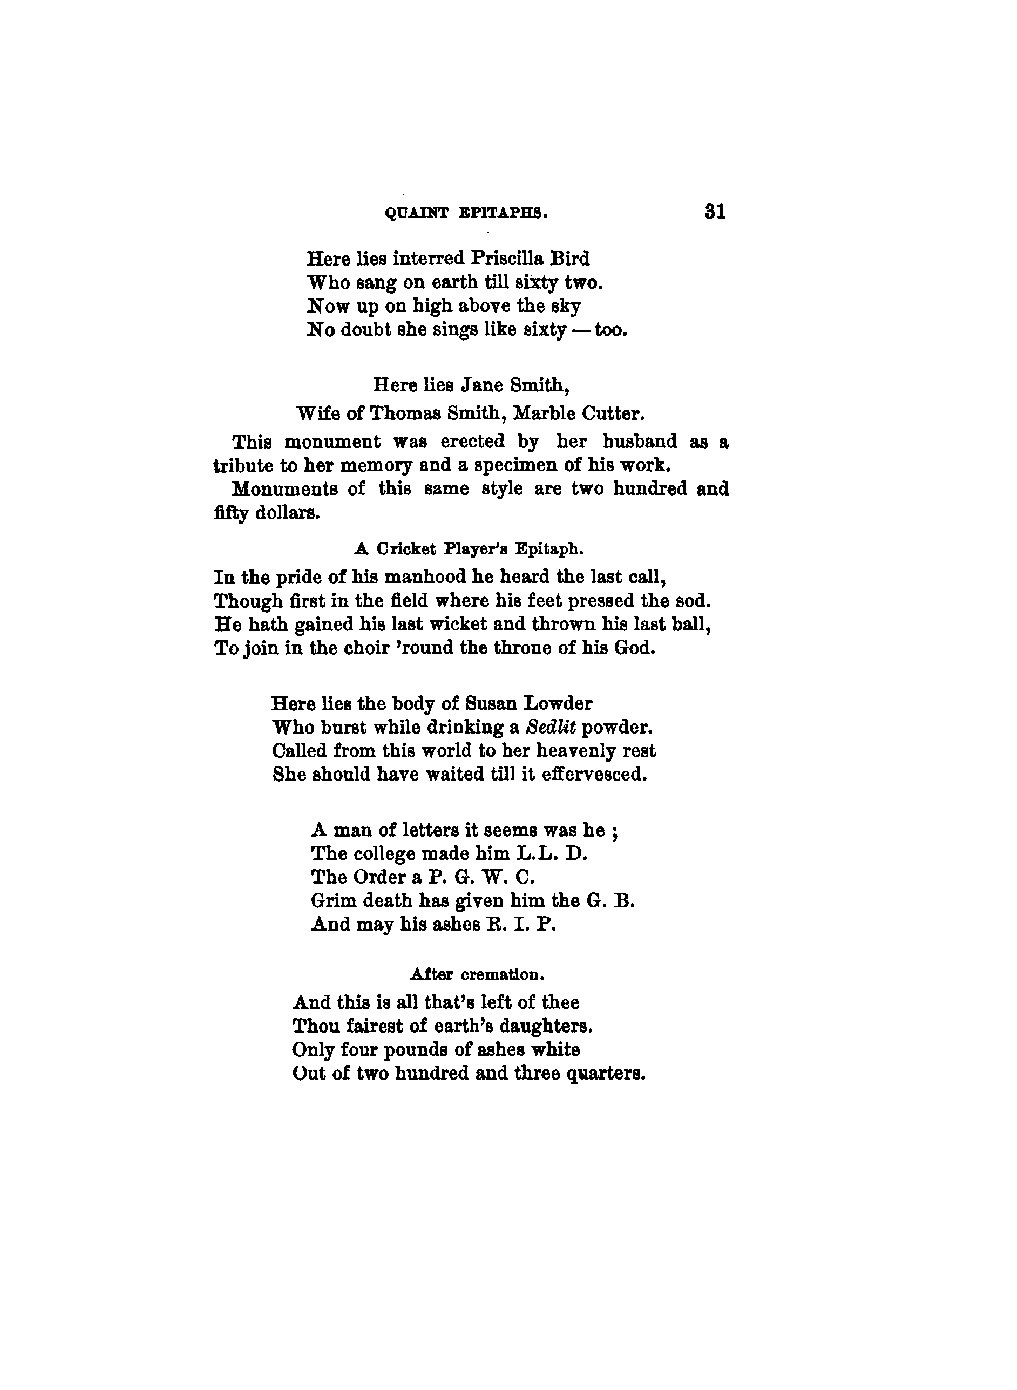 QUAINT EPITAPHS. 31
Here lies interred Priscilla Bird
Who sang on earth till sixty two.
Now up on high above the sky
No doubt she sings like sixty — too.
Here lies Jane Smith,
Wife of Thomas Smith, Marble Cutter.
This monument was erected by her husband as a
tribute to her memory and a specimen of his work.
Monuments of this same style are two hundred and
fifty dollars.
A Cricket Player's Epitaph.
In the pride of his manhood he heard the last call,
Though first in the field where his feet pressed the sod.
He hath gained his last wicket and thrown his last ball,
To join in the choir 'round the throne of his God.
Here lies the body of Susan Lowder
Who burst while drinking a Sedlit powder.
Called from this world to her heavenly rest
She should have waited till it effervesced.
A man of letters it seems was he ;
The college made him L.L. D.
The Order a P. G. W. C.
Grim death has given him the G. B.
And may his ashes R. I. P.
After cremation.
And this is all that's left of thee
Thou fairest of earth's daughters.
Only four pounds of ashes white
Out of two hundred and three quarters.